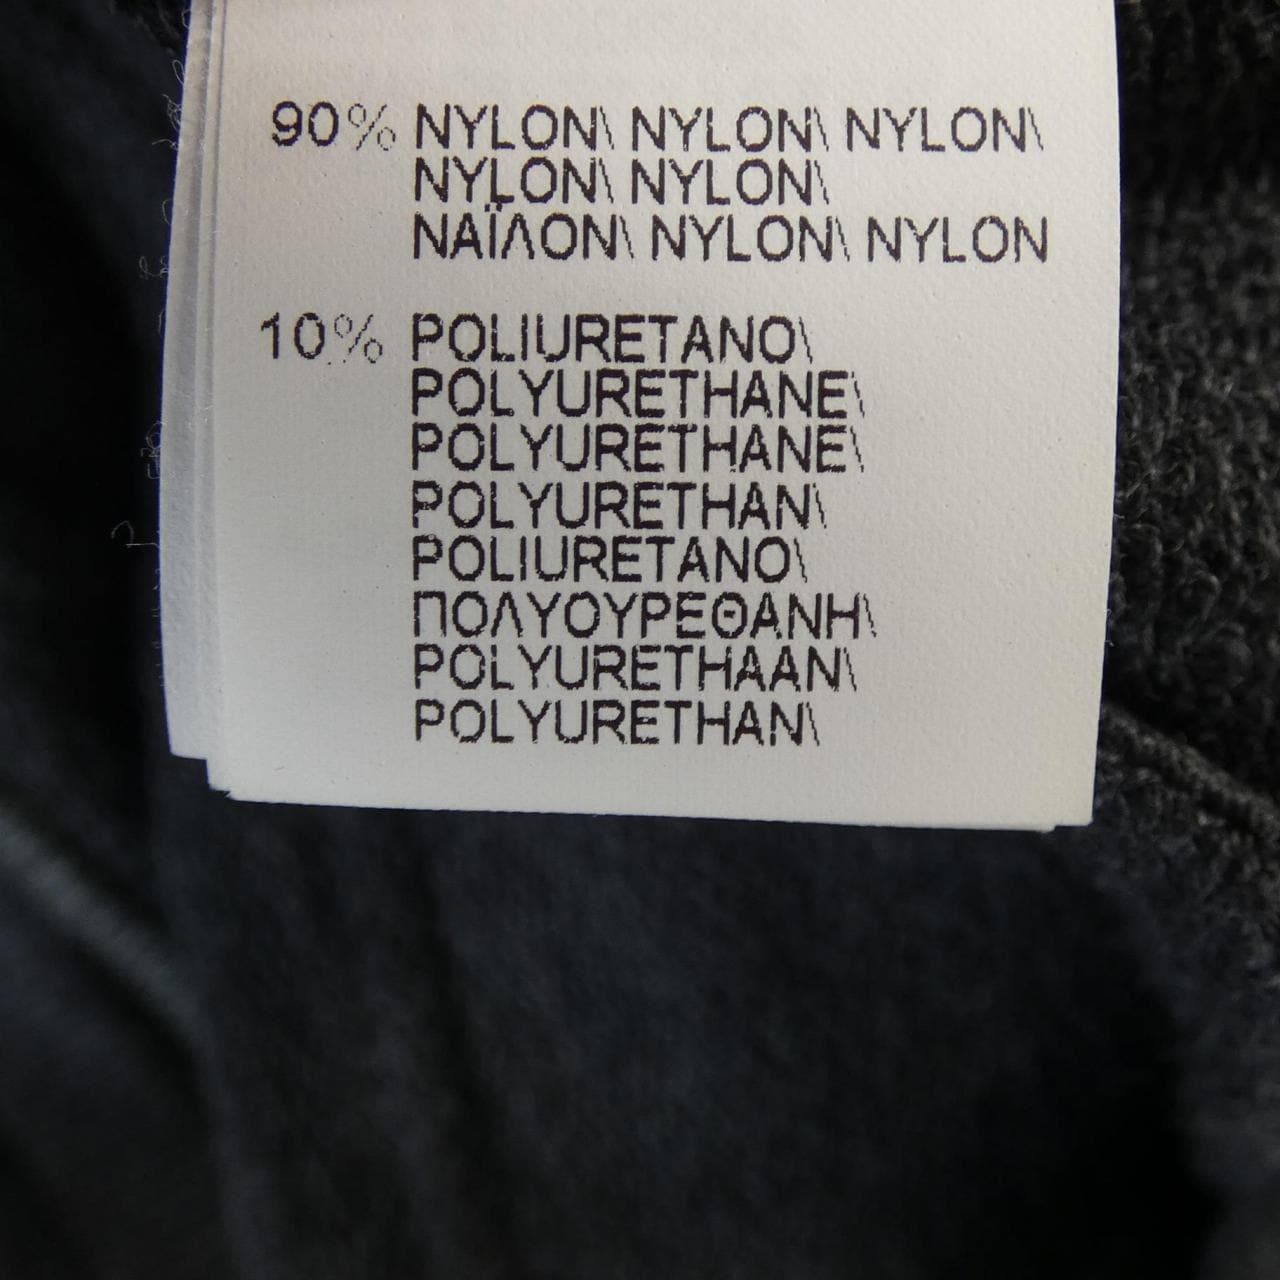 90% NYLON\ NYLON\ NYLON\
NYLON\ NYLON\
ΝΑΪΛΟΝ\ NYLON\ NYLON
10% POLIURETANO\
POLYURETHANE\
POLYURETHANE\
POLYURETHAN\
POLIURETANO\
ΠΟΛΥΟΥΡΕΘΑΝΗ\
POLYURETHAAN\
POLYURETHAN\